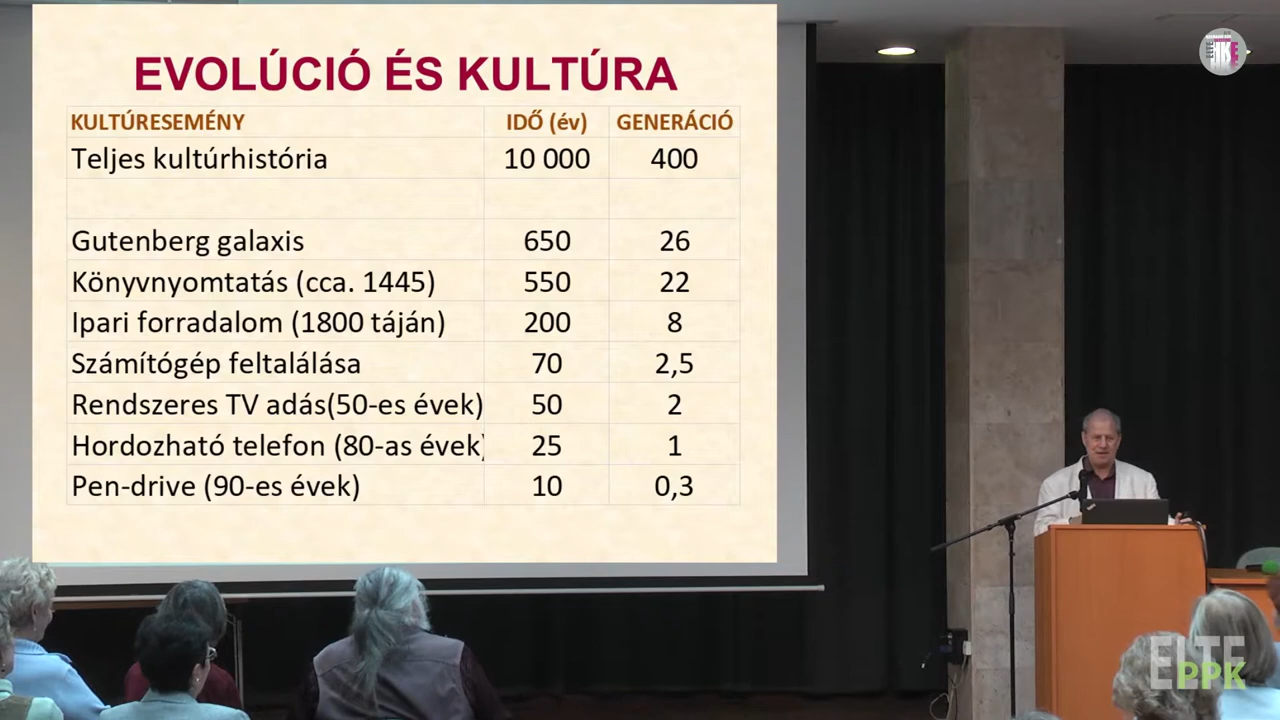 EVOLÚCIÓ ÉS KULTÚRA
KULTÚRESEMÉNY IDŐ (év) GENERÁCIÓ
Teljes kultúrhistória 10 000 400
Gutenberg galaxis 650 26
Könyvnyomtatás (cca. 1445) 550 22
Ipari forradalom (1800 táján) 200 8
Számítógép feltalálása 70 2,5
Rendszeres TV adás(50-es évek) 50 2
Hordozható telefon (80-as évek) 25 1
Pen-drive (90-es évek) 10 0,3
ELTE
PPK